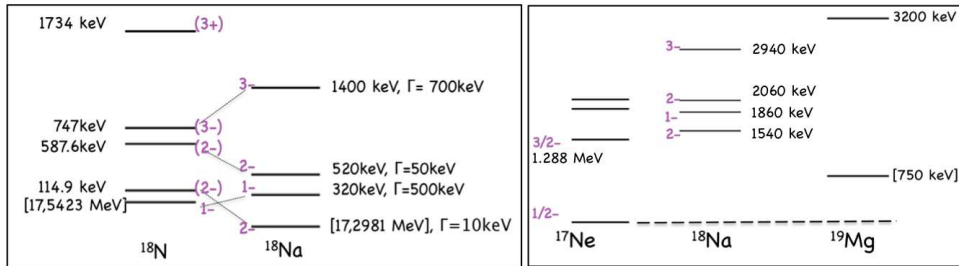 1734 keV (3+)
3- 1400 keV, Γ= 700keV
747keV (3-)
587.6keV (2-)
2- 520keV, Γ=50keV
114.9 keV (2-) 1- 320keV, Γ=500keV
[17,5423 MeV] 1-
2- [17,2981 MeV], Γ=10keV
¹⁸N ¹⁸Na
3200 keV
3- 2940 keV
2060 keV
2-
1- 1860 keV
2- 1540 keV
3/2-
1.288 MeV
[750 keV]
1/2-
¹⁷Ne ¹⁸Na ¹⁹Mg